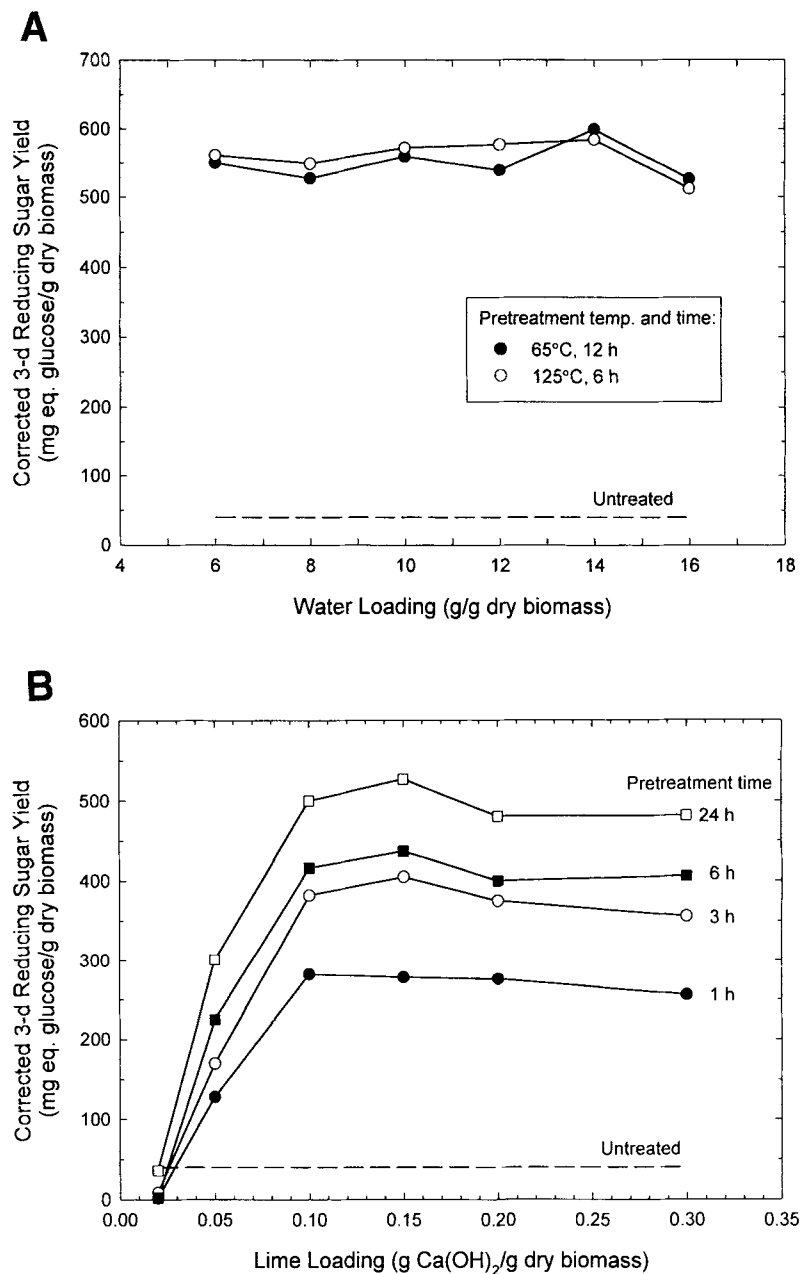 A
700
600
500
400
300
200
100
0
Corrected 3-d Reducing Sugar Yield
(mg eq. glucose/g dry biomass)
Pretreatment temp. and time:
65°C, 12 h
125°C, 6 h
Untreated
4 6 8 10 12 14 16 18
Water Loading (g/g dry biomass)
B
600
500
400
300
200
100
0
Corrected 3-d Reducing Sugar Yield
(mg eq. glucose/g dry biomass)
Pretreatment time
24 h
6 h
3 h
1 h
Untreated
0.00 0.05 0.10 0.15 0.20 0.25 0.30 0.35
Lime Loading (g Ca(OH)₂/g dry biomass)